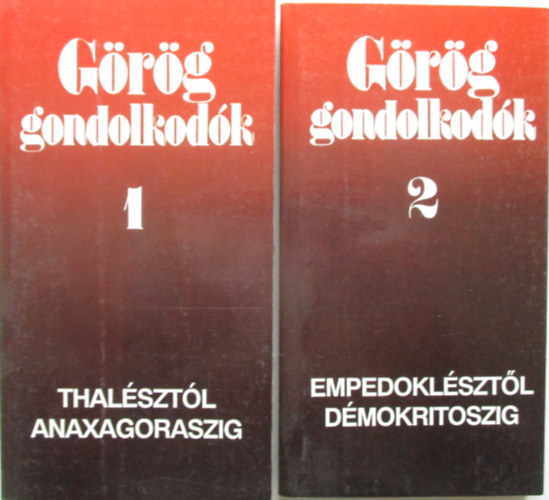 Görög
gondolkodók
1
THALÉSZTÓL
ANAXAGORASZIG
Görög
gondolkodók
2
EMPEDOKLÉSZTŐL
DÉMOKRITOSZIG